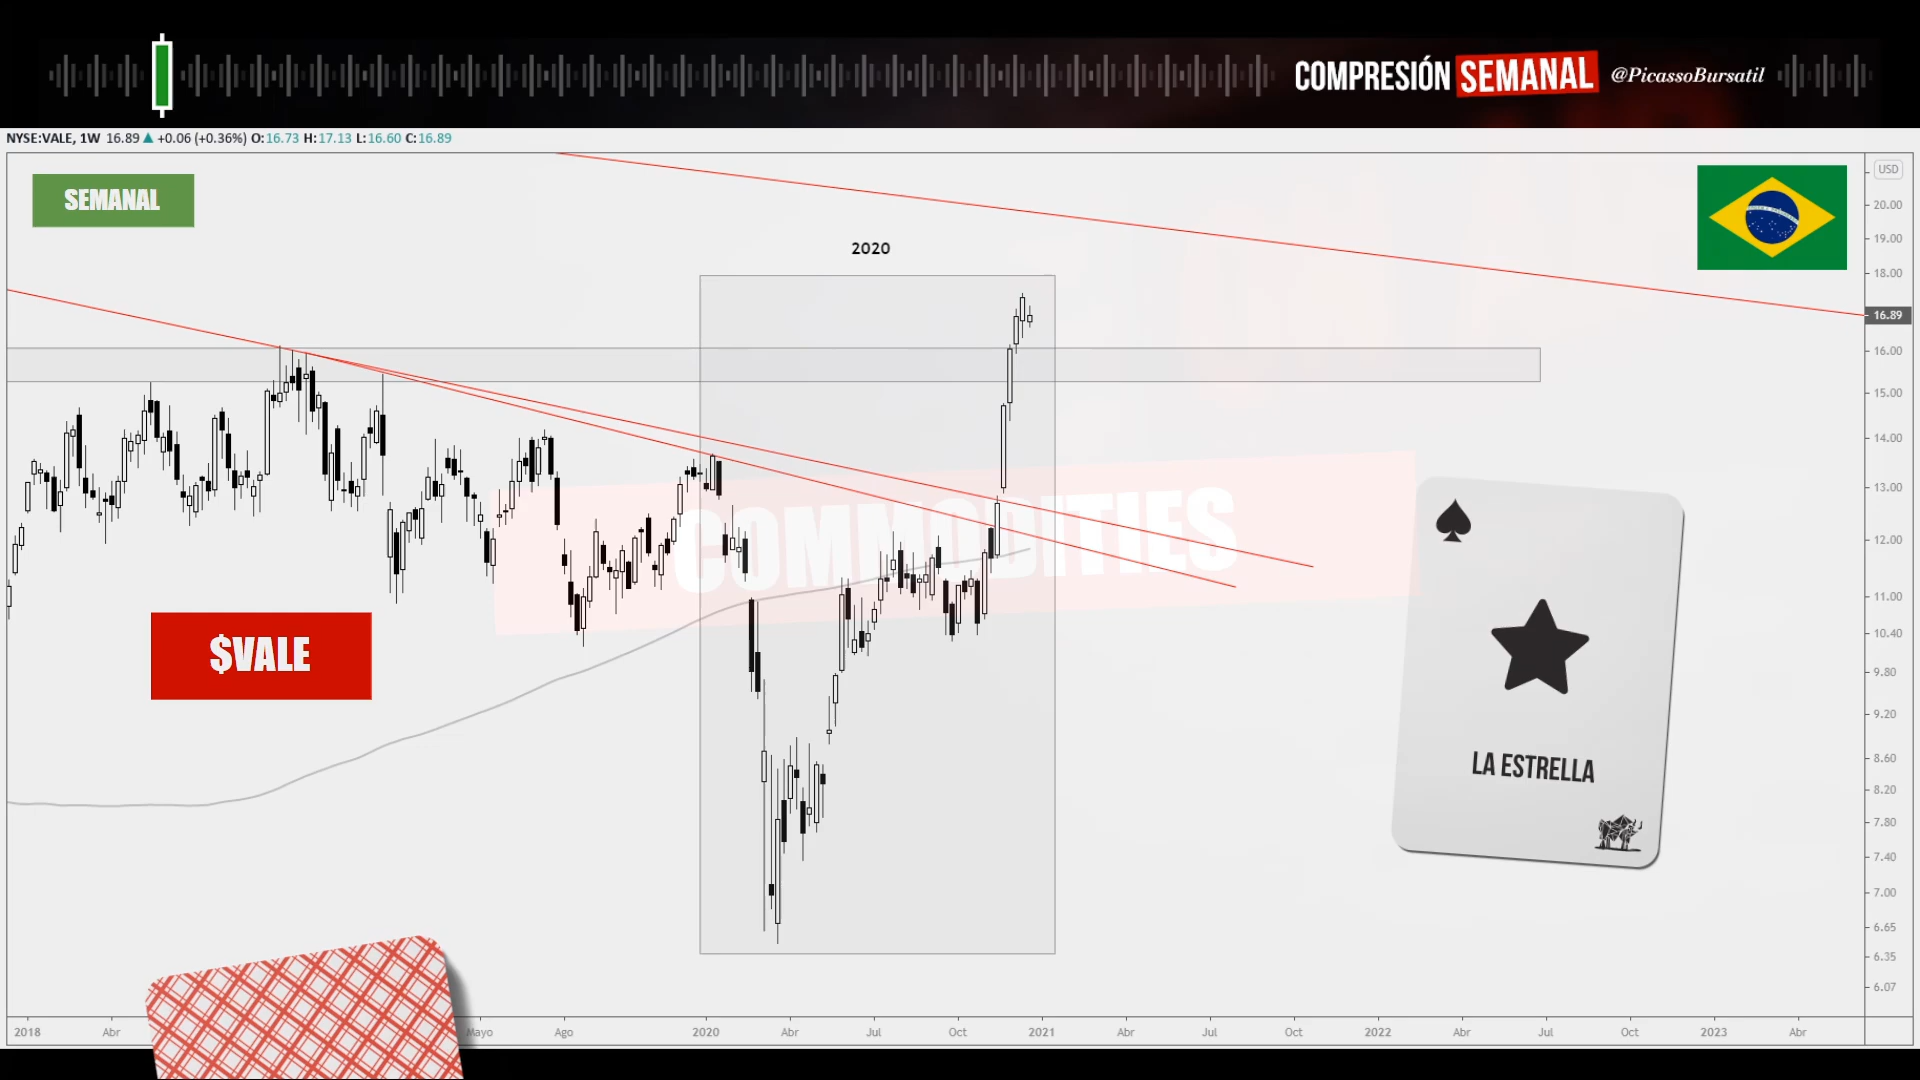 COMPRESIÓN SEMANAL @PicassoBursatil
NYSE:VALE, 1W 16.89 ▲ +0.06 (+0.36%) O:16.73 H:17.13 L:16.60 C:16.89
USD
SEMANAL
20.00
19.00
2020
18.00
16.89
16.00
15.00
14.00
13.00
COMMODITIES
12.00
11.00
$VALE
10.40
9.80
9.20
LA ESTRELLA
8.60
8.20
7.80
7.40
7.00
6.65
6.35
6.07
2018 Abr Mayo Ago 2020 Abr Jul Oct 2021 Abr Jul Oct 2022 Abr Jul Oct 2023 Abr